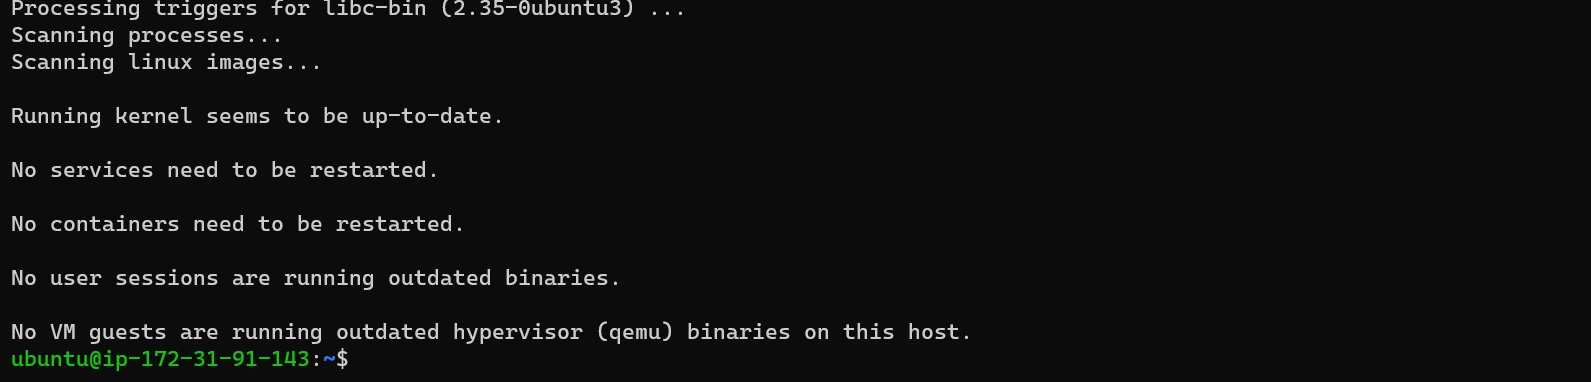 Processing triggers for libc-bin (2.35-0ubuntu3) ...
Scanning processes...
Scanning linux images...
Running kernel seems to be up-to-date.
No services need to be restarted.
No containers need to be restarted.
No user sessions are running outdated binaries.
No VM guests are running outdated hypervisor (qemu) binaries on this host.
ubuntu@ip-172-31-91-143:~$